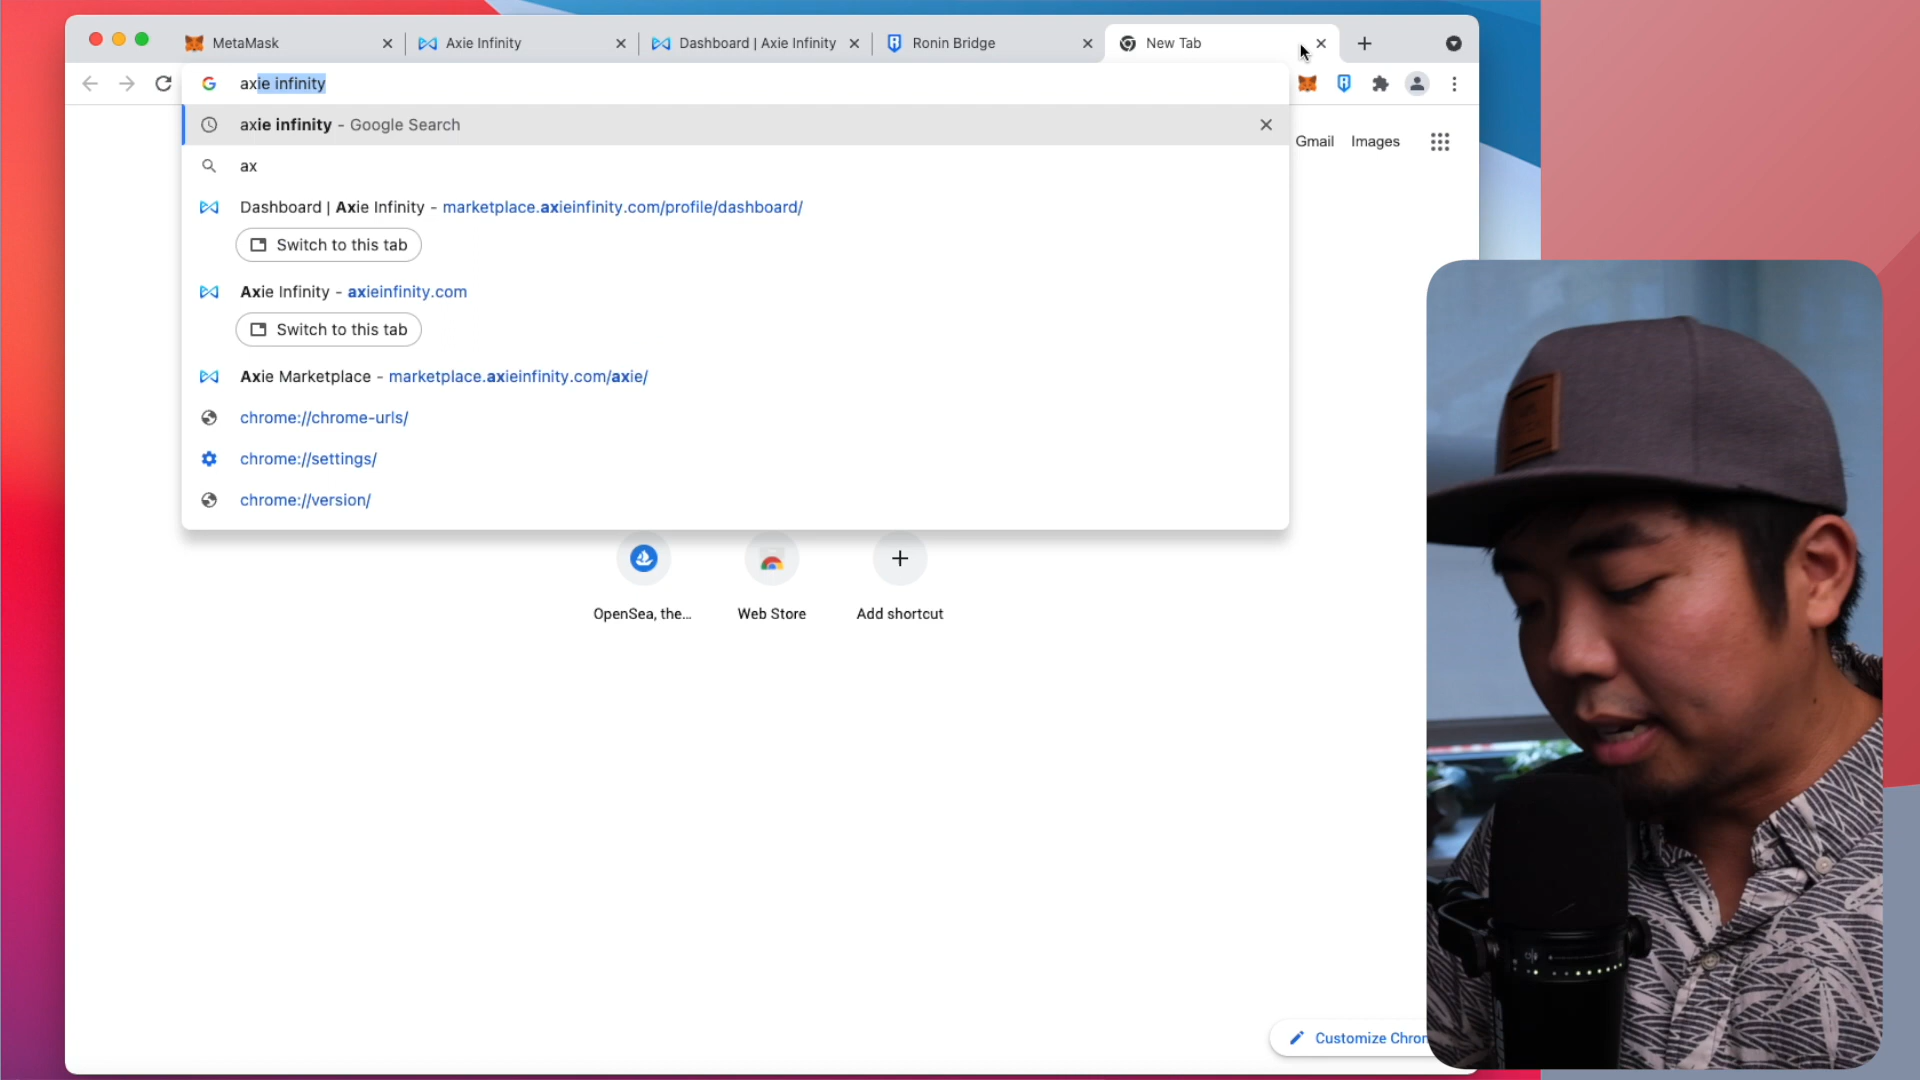 MetaMask
Axie Infinity
Dashboard | Axie Infinity
Ronin Bridge
New Tab
axie infinity
axie infinity - Google Search
Gmail
Images
ax
Dashboard | Axie Infinity - marketplace.axieinfinity.com/profile/dashboard/
Switch to this tab
Axie Infinity - axieinfinity.com
Switch to this tab
Axie Marketplace - marketplace.axieinfinity.com/axie/
chrome://chrome-urls/
chrome://settings/
chrome://version/
OpenSea, the...
Web Store
Add shortcut
Customize Chrom